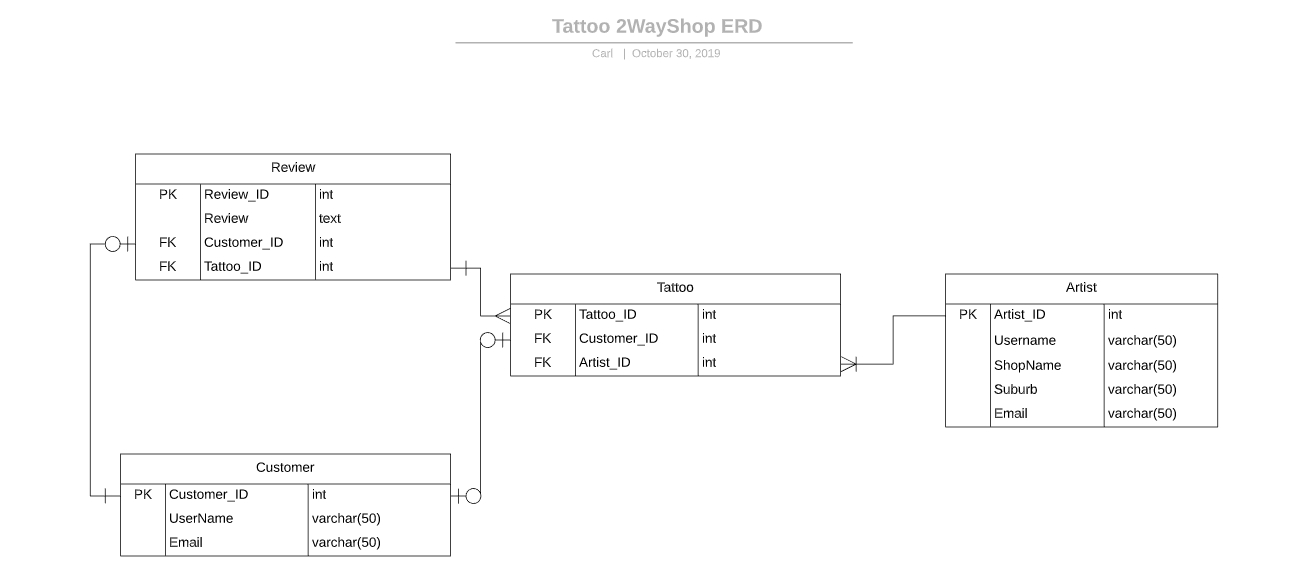 Tattoo 2WayShop ERD
Carl | October 30, 2019
Review
PK Review_ID int
Review text
FK Customer_ID int
FK Tattoo_ID int
Tattoo
PK Tattoo_ID int
FK Customer_ID int
FK Artist_ID int
Artist
PK Artist_ID int
Username varchar(50)
ShopName varchar(50)
Suburb varchar(50)
Email varchar(50)
Customer
PK Customer_ID int
UserName varchar(50)
Email varchar(50)